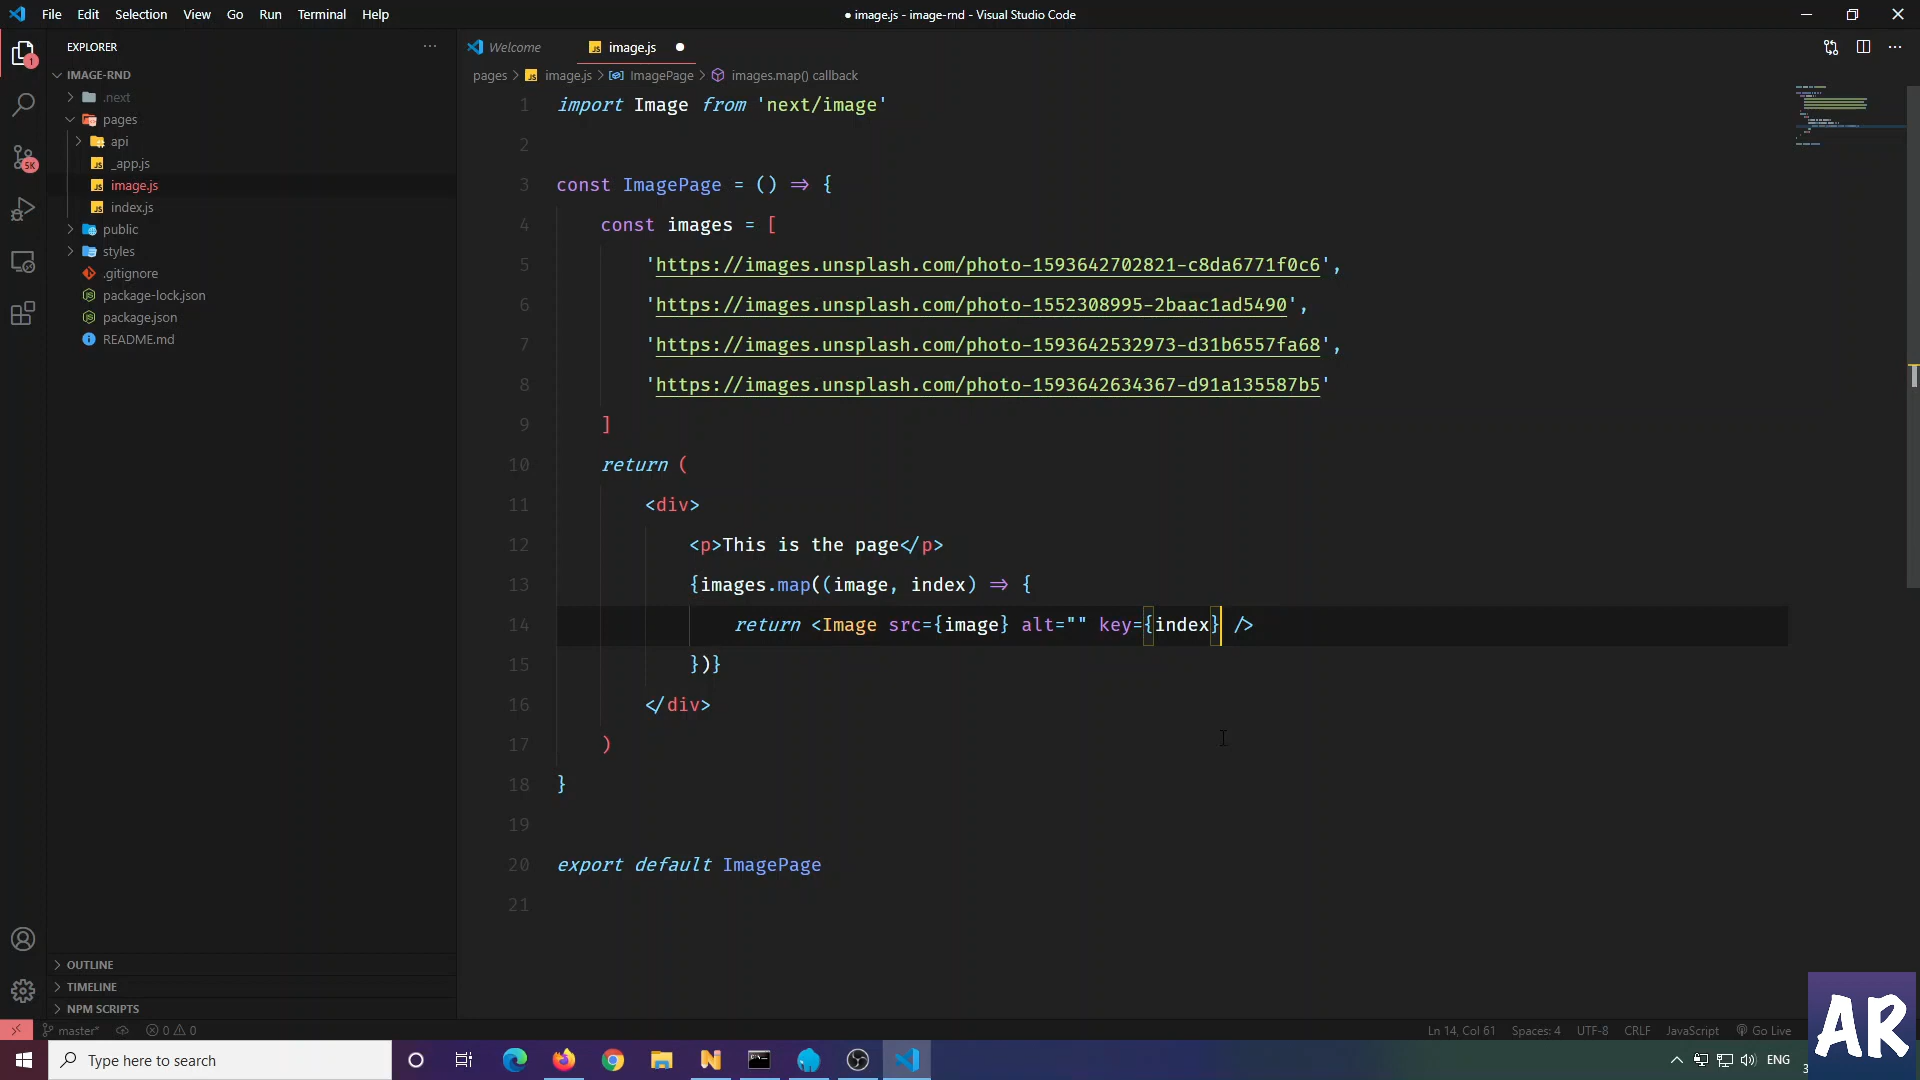 File Edit Selection View Go Run Terminal Help
● image.js - image-rnd - Visual Studio Code
EXPLORER
Welcome
image.js
IMAGE-RND
.next
pages
api
_app.js
image.js
index.js
public
styles
.gitignore
package-lock.json
package.json
README.md
1
5K
OUTLINE
TIMELINE
NPM SCRIPTS
pages > image.js > ImagePage > images.map() callback
1 import Image from 'next/image'
2
3 const ImagePage = () ⇒ {
4 const images = [
5 'https://images.unsplash.com/photo-1593642702821-c8da6771f0c6',
6 'https://images.unsplash.com/photo-1552308995-2baac1ad5490',
7 'https://images.unsplash.com/photo-1593642532973-d31b6557fa68',
8 'https://images.unsplash.com/photo-1593642634367-d91a135587b5'
9 ]
10 return (
11 <div>
12 <p>This is the page</p>
13 {images.map((image, index) ⇒ {
14 return <Image src={image} alt="" key={index} />
15 })}
16 </div>
17 )
18 }
19
20 export default ImagePage
21
master* 0 0
Ln 14, Col 61 Spaces: 4 UTF-8 CRLF JavaScript Go Live
Type here to search
ENG
AR